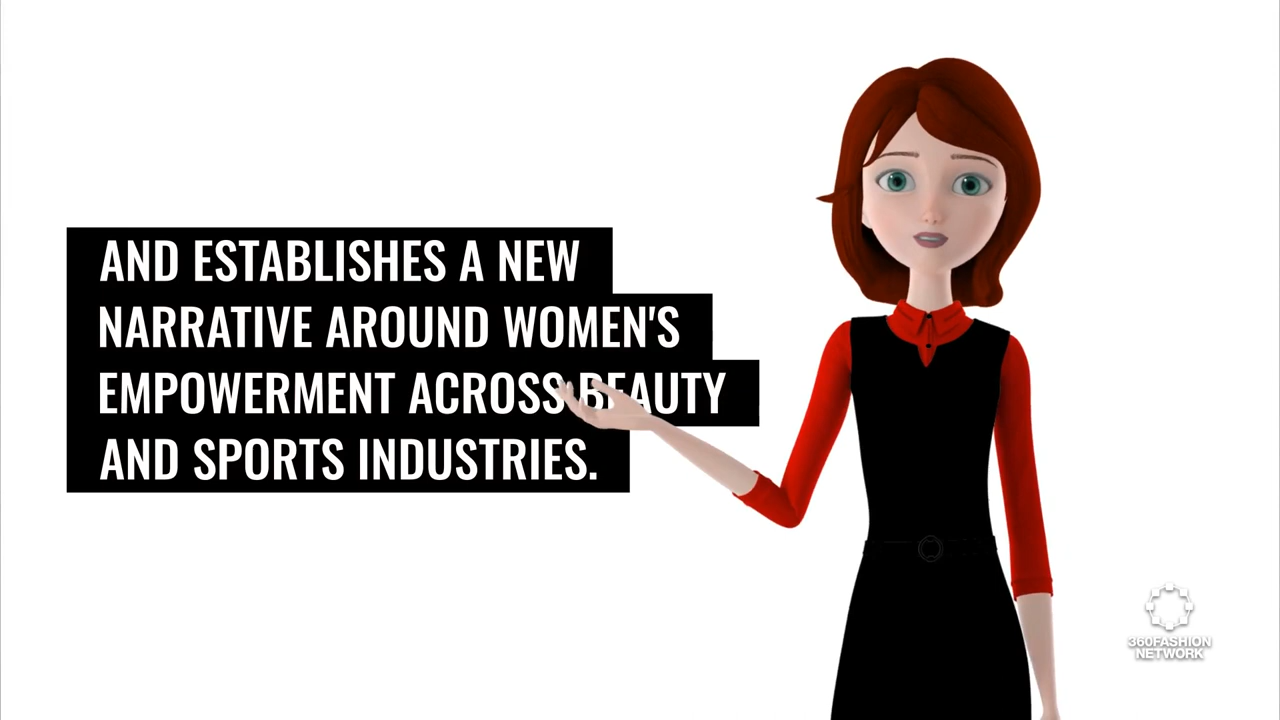 AND ESTABLISHES A NEW
NARRATIVE AROUND WOMEN'S
EMPOWERMENT ACROSS BEAUTY
AND SPORTS INDUSTRIES.
360FASHION
NETWORK